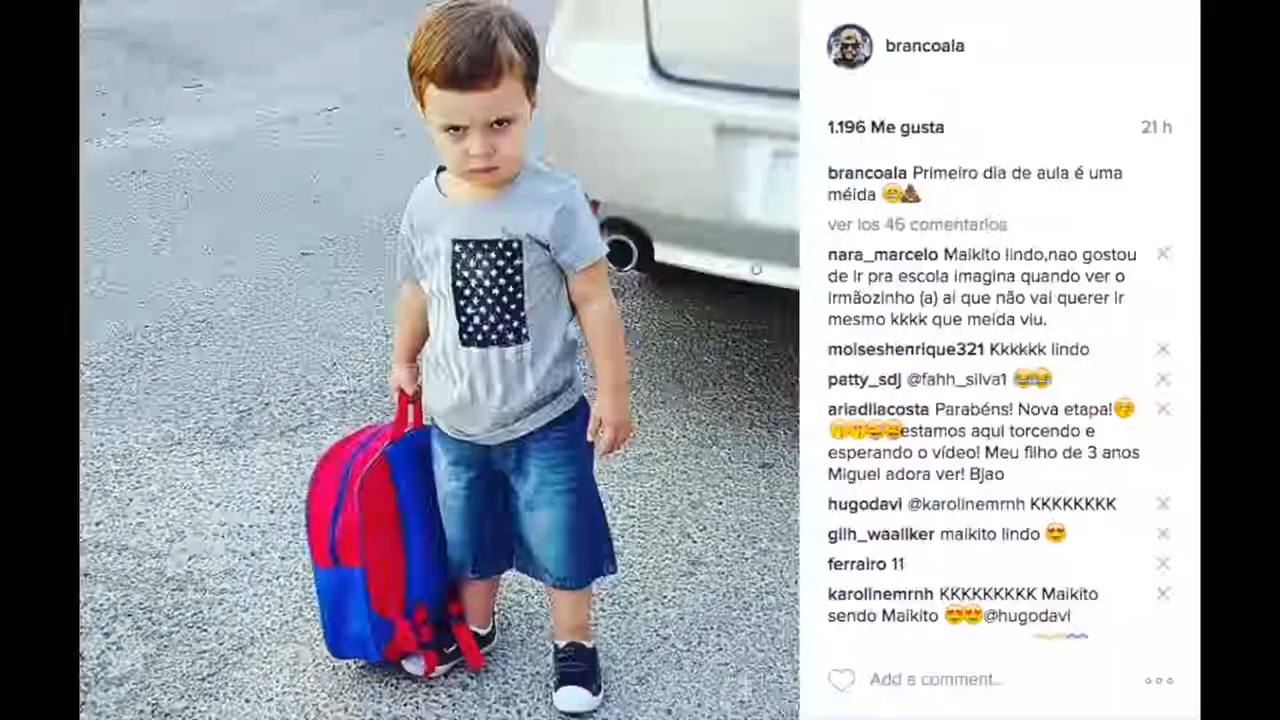 brancoala
1.196 Me gusta 21 h
brancoala Primeiro dia de aula é uma
méida 😁💩
ver los 46 comentarios
nara_marcelo Maikito lindo,nao gostou
de ir pra escola imagina quando ver o
irmãozinho (a) ai que não vai querer ir
mesmo kkkk que meida viu.
moiseshenrique321 Kkkkkk lindo
patty_sdj @fahh_silva1 😂😂
ariadilacosta Parabéns! Nova etapa!
estamos aqui torcendo e
esperando o vídeo! Meu filho de 3 anos
Miguel adora ver! Bjao
hugodavi @karolinemrnh KKKKKKKK
gilh_waallker maikito lindo 😍
ferrairo 11
karolinemrnh KKKKKKKKK Maikito
sendo Maikito 😍😍@hugodavi
Add a comment...